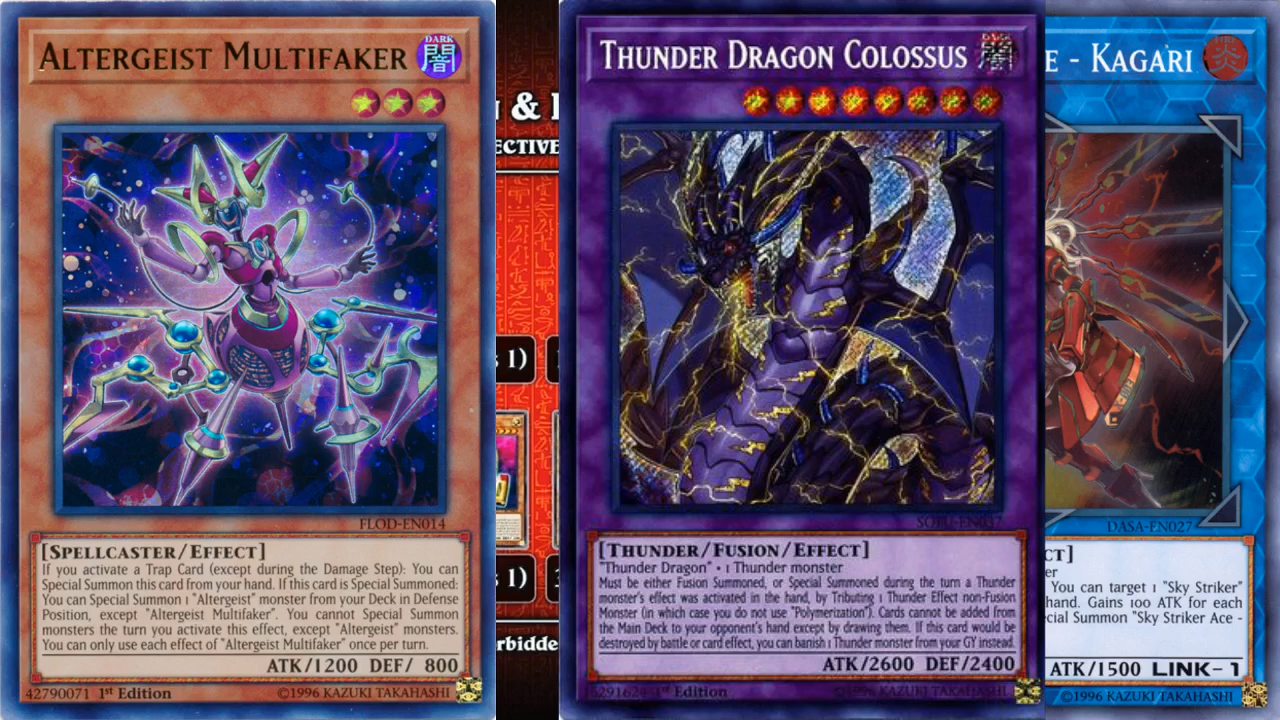 ALTERGEIST MULTIFAKER
DARK
闇
FLOD-EN014
[SPELLCASTER/EFFECT]
If you activate a Trap Card (except during the Damage Step): You can
Special Summon this card from your hand. If this card is Special Summoned:
You can Special Summon 1 "Altergeist" monster from your Deck in Defense
Position, except "Altergeist Multifaker". You cannot Special Summon
monsters the turn you activate this effect, except "Altergeist" monsters.
You can only use each effect of "Altergeist Multifaker" once per turn.
ATK/1200 DEF/ 800
42790071 1st Edition ©1996 KAZUKI TAKAHASHI
&
ECTIVE
s 1)
s 1)
rbidde
THUNDER DRAGON COLOSSUS
DARK
闇
[THUNDER/FUSION/EFFECT]
"Thunder Dragon" + 1 Thunder monster
Must be either Fusion Summoned, or Special Summoned during the turn a Thunder
monster's effect was activated in the hand, by Tributing 1 Thunder Effect non-Fusion
Monster (in which case you do not use "Polymerization"). Cards cannot be added from
the Main Deck to your opponent's hand except by drawing them. If this card would be
destroyed by battle or card effect, you can banish 1 Thunder monster from your GY instead.
ATK/2600 DEF/2400
1st Edition ©1996 KAZUKI TAKAHASHI
E - KAGARI
炎
DASA-EN027
CT]
er
You can target 1 "Sky Striker"
hand. Gains 100 ATK for each
cial Summon "Sky Striker Ace -
ATK/1500 LINK-1
©1996 KAZUKI TAKAHASHI